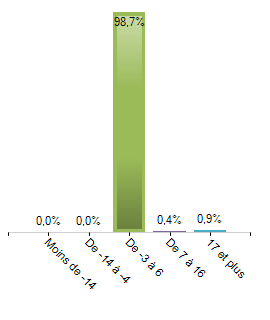 98,7%
0,0%
0,0%
0,4%
0,9%
Moins de -14
De -14 à -4
De -3 à 6
De 7 à 16
17 et plus